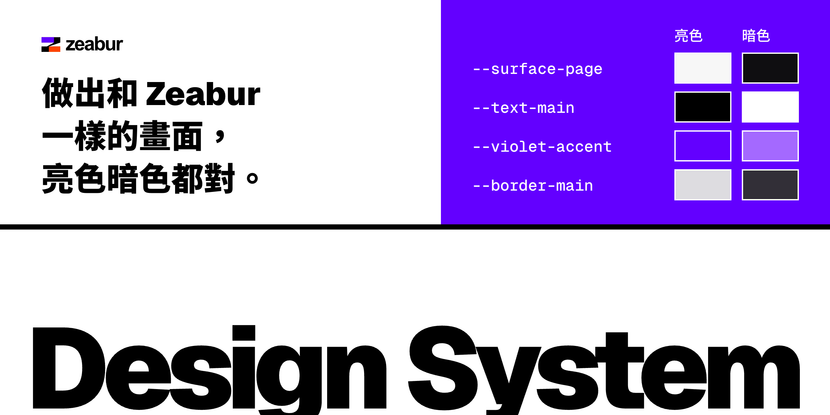 zeabur
做出和 Zeabur
一樣的畫面，
亮色暗色都對。
亮色 暗色
--surface-page
--text-main
--violet-accent
--border-main
Design System